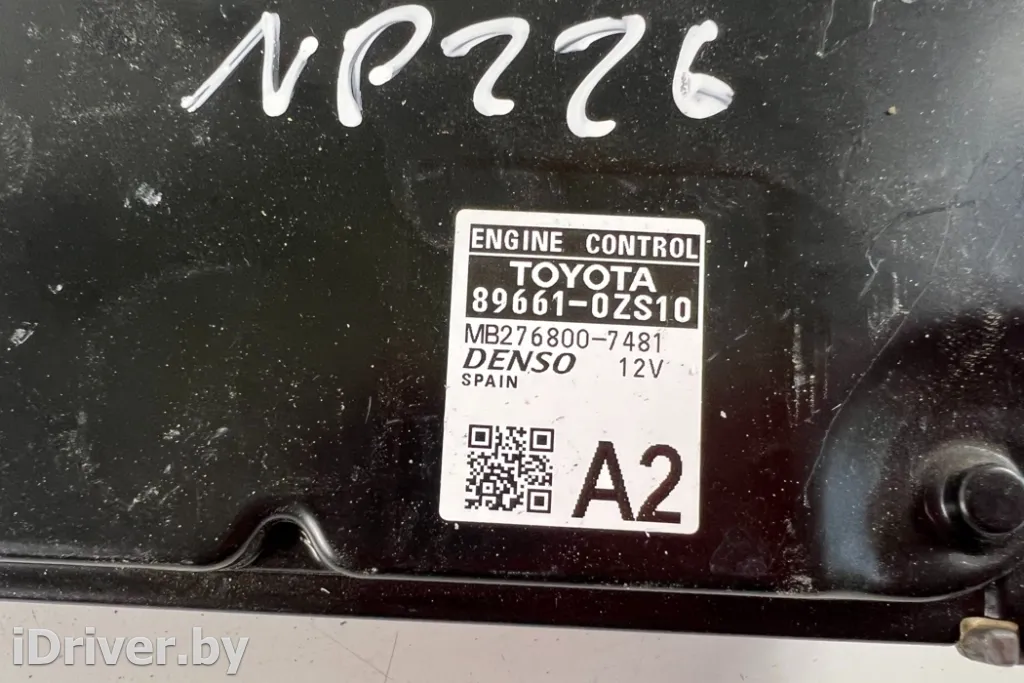 NP226
ENGINE CONTROL
TOYOTA
89661-0ZS10
MB276800-7481
DENSO 12V
SPAIN
A2
iDriver.by